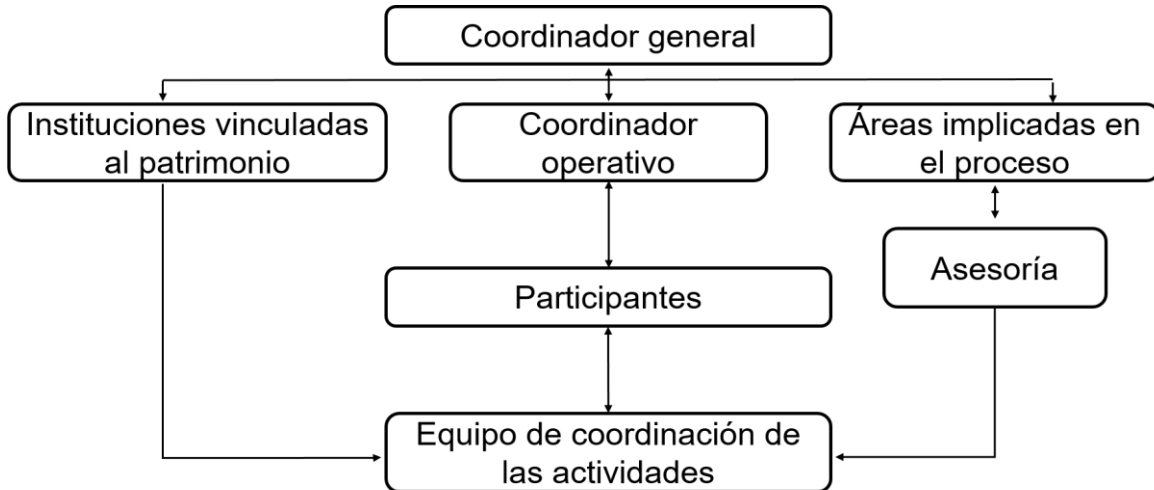 Coordinador general
Instituciones vinculadas
al patrimonio
Coordinador
operativo
Áreas implicadas en
el proceso
Asesoría
Participantes
Equipo de coordinación de
las actividades